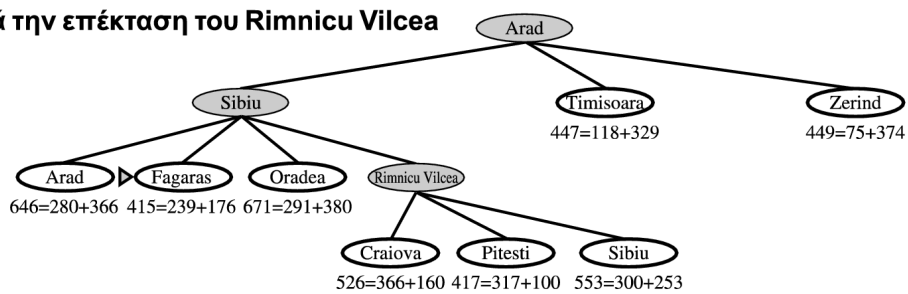 ά την επέκταση του Rimnicu Vilcea
Arad
Sibiu
Timisoara
Zerind
447=118+329
449=75+374
Arad
Fagaras
Oradea
Rimnicu Vilcea
646=280+366
415=239+176
671=291+380
Craiova
Pitesti
Sibiu
526=366+160
417=317+100
553=300+253